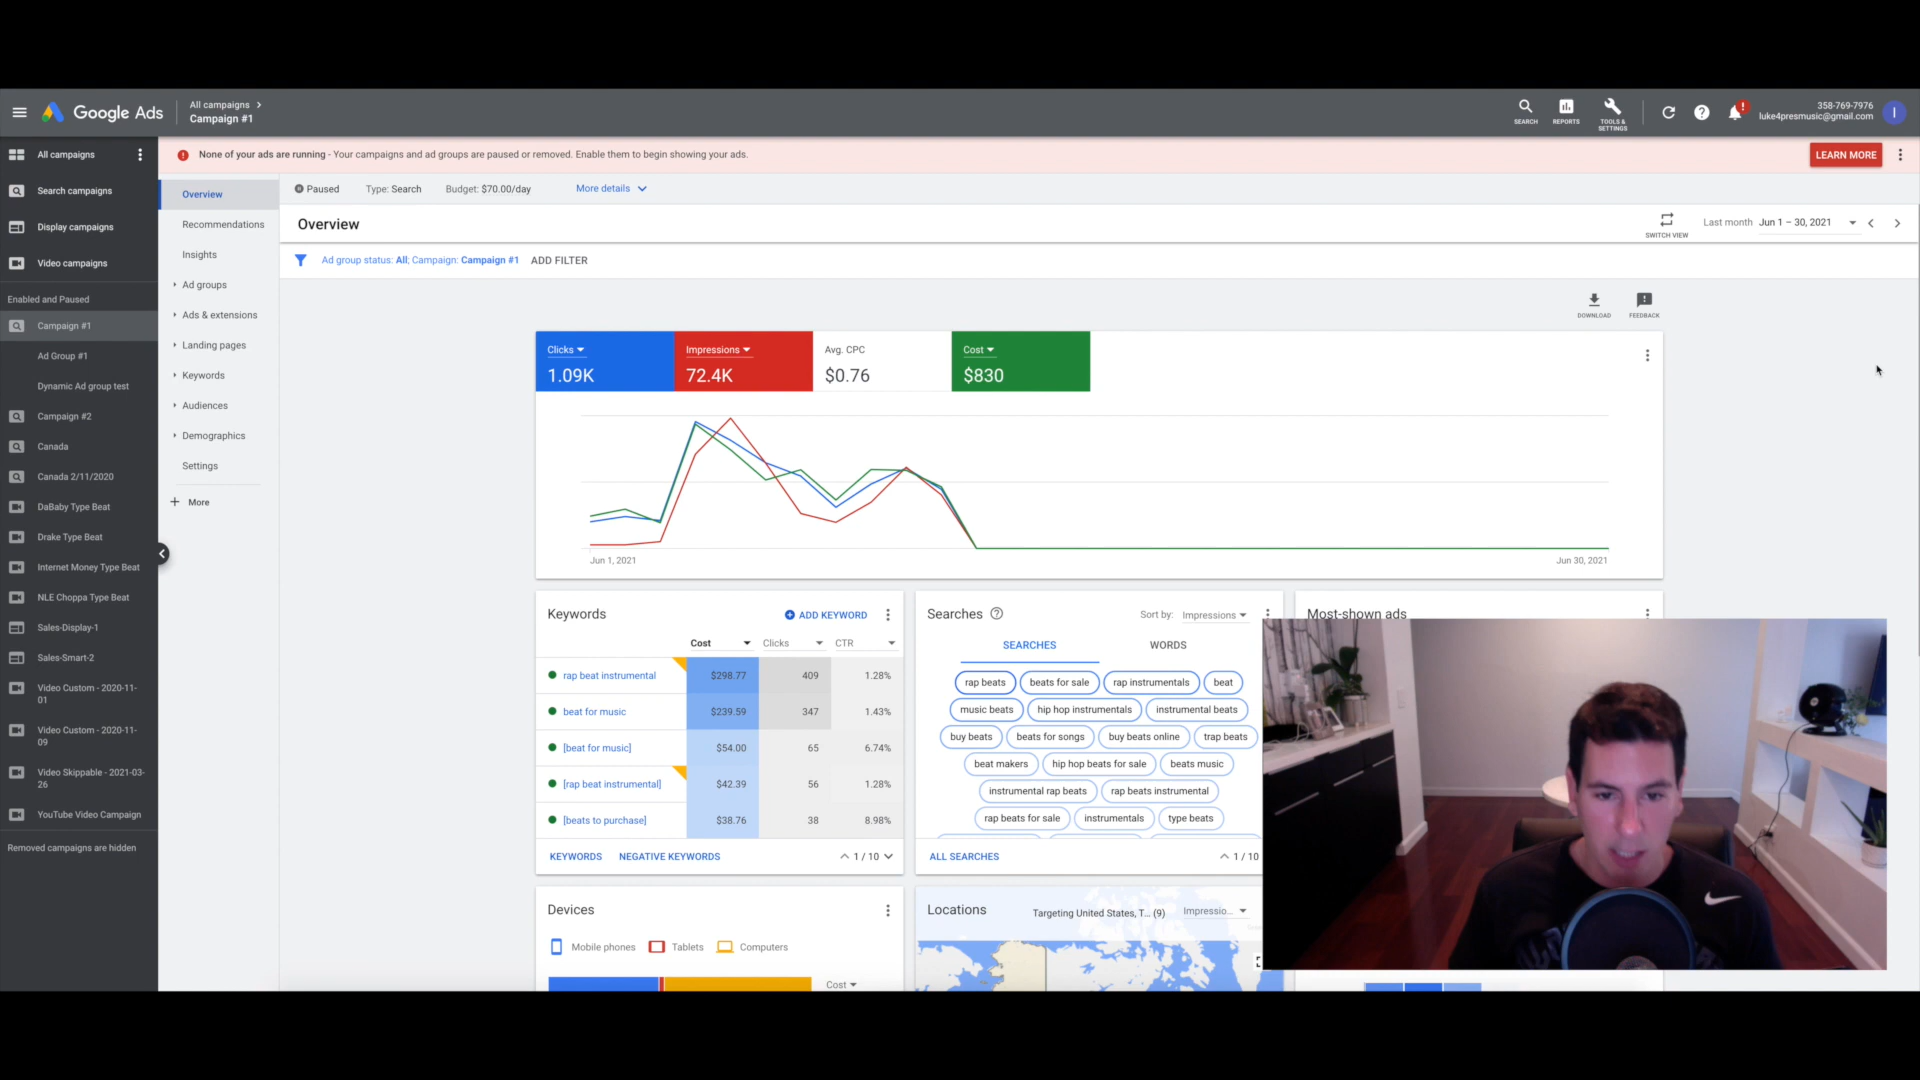 Google Ads
All campaigns
Campaign #1
SEARCH
REPORTS
TOOLS & SETTINGS
358-769-7976
luke4presmusic@gmail.com
I
All campaigns
Search campaigns
Display campaigns
Video campaigns
Enabled and Paused
Campaign #1
Ad Group #1
Dynamic Ad group test
Campaign #2
Canada
Canada 2/11/2020
DaBaby Type Beat
Drake Type Beat
Internet Money Type Beat
NLE Choppa Type Beat
Sales-Display-1
Sales-Smart-2
Video Custom - 2020-11-
01
Video Custom - 2020-11-
09
Video Skippable - 2021-03-
26
YouTube Video Campaign
Removed campaigns are hidden
Overview
Recommendations
Insights
Ad groups
Ads & extensions
Landing pages
Keywords
Audiences
Demographics
Settings
More
None of your ads are running - Your campaigns and ad groups are paused or removed. Enable them to begin showing your ads.
LEARN MORE
Paused Type: Search Budget: $70.00/day More details
Overview
SWITCH VIEW
Last month Jun 1 – 30, 2021
Ad group status: All; Campaign: Campaign #1 ADD FILTER
DOWNLOAD
FEEDBACK
Clicks Impressions Avg. CPC Cost
1.09K 72.4K $0.76 $830
Jun 1, 2021
Jun 30, 2021
Keywords ADD KEYWORD
Cost Clicks CTR
rap beat instrumental $298.77 409 1.28%
beat for music $239.59 347 1.43%
[beat for music] $54.00 65 6.74%
[rap beat instrumental] $42.39 56 1.28%
[beats to purchase] $38.76 38 8.98%
KEYWORDS NEGATIVE KEYWORDS 1 / 10
Searches Sort by: Impressions
SEARCHES WORDS
rap beats beats for sale rap instrumentals beat
music beats hip hop instrumentals instrumental beats
buy beats beats for songs buy beats online trap beats
beat makers hip hop beats for sale beats music
instrumental rap beats rap beats instrumental
rap beats for sale instrumentals type beats
ALL SEARCHES 1 / 10
Most-shown ads
Devices
Mobile phones Tablets Computers
Cost
Locations Targeting United States, T... (9) Impressio...